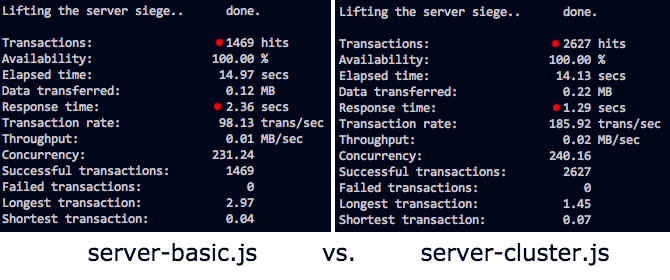 Lifting the server siege..      done.
Transactions: 1469 hits
Availability: 100.00 %
Elapsed time: 14.97 secs
Data transferred: 0.12 MB
Response time: 2.36 secs
Transaction rate: 98.13 trans/sec
Throughput: 0.01 MB/sec
Concurrency: 231.24
Successful transactions: 1469
Failed transactions: 0
Longest transaction: 2.97
Shortest transaction: 0.04
Lifting the server siege..      done.
Transactions: 2627 hits
Availability: 100.00 %
Elapsed time: 14.13 secs
Data transferred: 0.22 MB
Response time: 1.29 secs
Transaction rate: 185.92 trans/sec
Throughput: 0.02 MB/sec
Concurrency: 240.16
Successful transactions: 2627
Failed transactions: 0
Longest transaction: 1.45
Shortest transaction: 0.07
server-basic.js vs. server-cluster.js